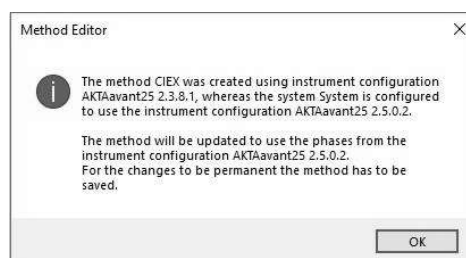 Method Editor
The method CIEX was created using instrument configuration
AKTAavant25 2.3.8.1, whereas the system System is configured
to use the instrument configuration AKTAavant25 2.5.0.2.
The method will be updated to use the phases from the
instrument configuration AKTAavant25 2.5.0.2.
For the changes to be permanent the method has to be
saved.
OK